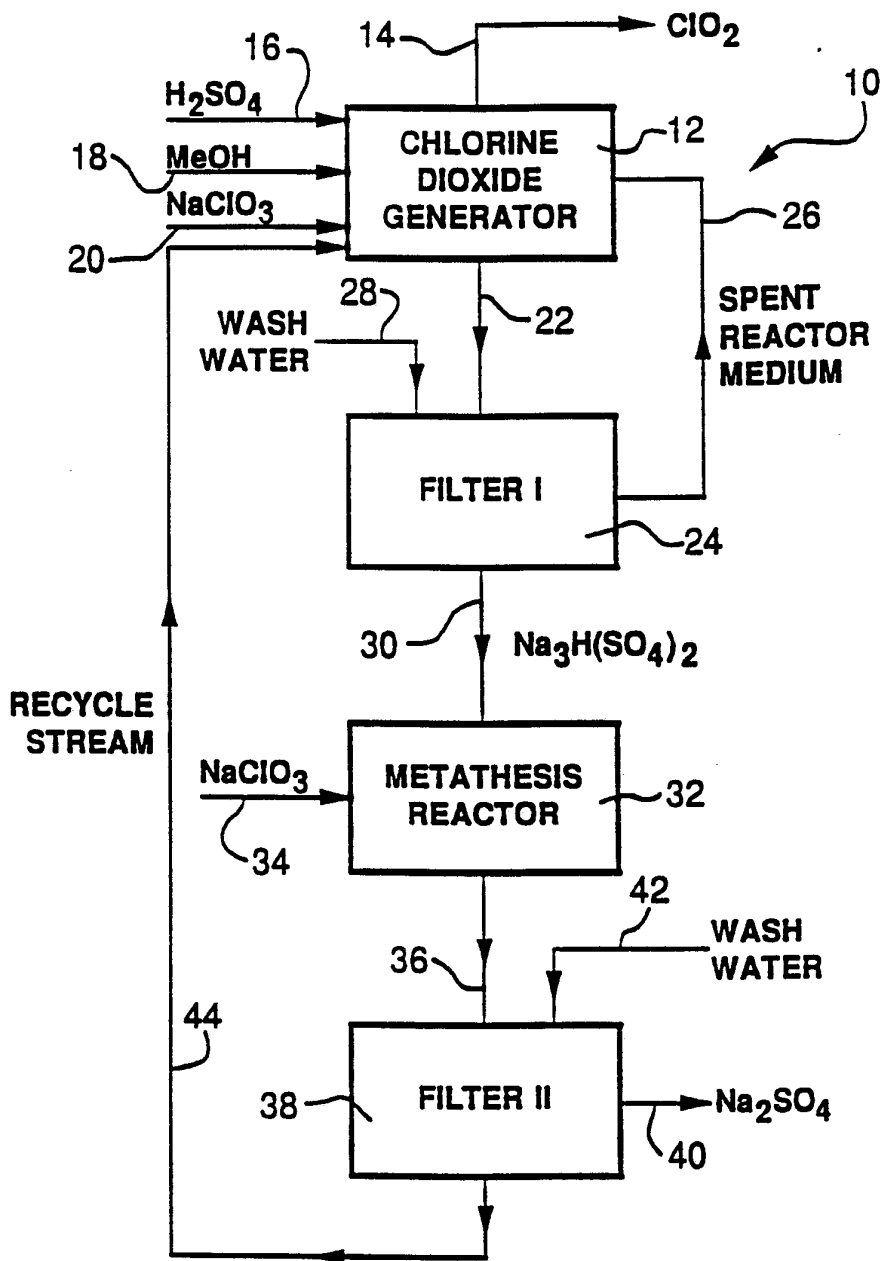 14
ClO2
16
H2SO4
10
12
CHLORINE
DIOXIDE
GENERATOR
18
MeOH
NaClO3
20
26
28
22
WASH
WATER
SPENT
REACTOR
MEDIUM
FILTER I
24
30
Na3H(SO4)2
RECYCLE
STREAM
NaClO3
METATHESIS
REACTOR
32
34
42
WASH
WATER
36
44
38
FILTER II
Na2SO4
40